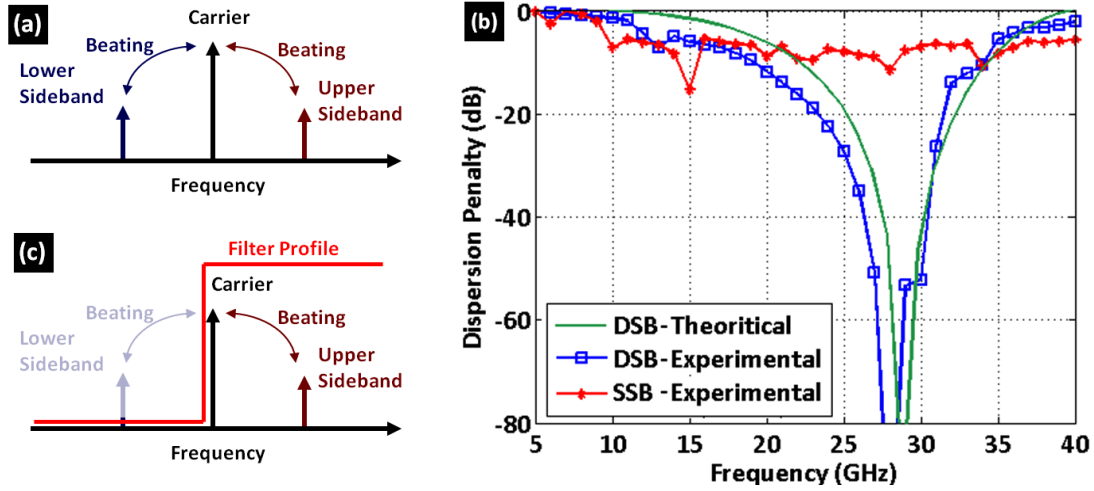 (a)
Carrier
Beating
Beating
Lower
Sideband
Upper
Sideband
Frequency
(c)
Filter Profile
Carrier
Beating
Beating
Lower
Sideband
Upper
Sideband
Frequency
(b)
Dispersion Penalty (dB)
0
-20
-40
-60
-80
DSB-Theoritical
DSB-Experimental
SSB-Experimental
5 10 15 20 25 30 35 40
Frequency (GHz)